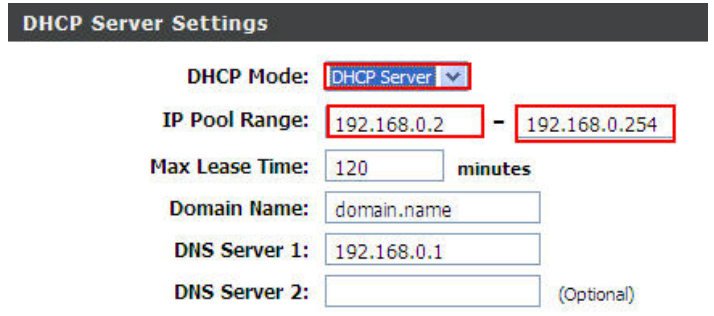 DHCP Server Settings
DHCP Mode: DHCP Server
IP Pool Range: 192.168.0.2 - 192.168.0.254
Max Lease Time: 120 minutes
Domain Name: domain.name
DNS Server 1: 192.168.0.1
DNS Server 2: (Optional)